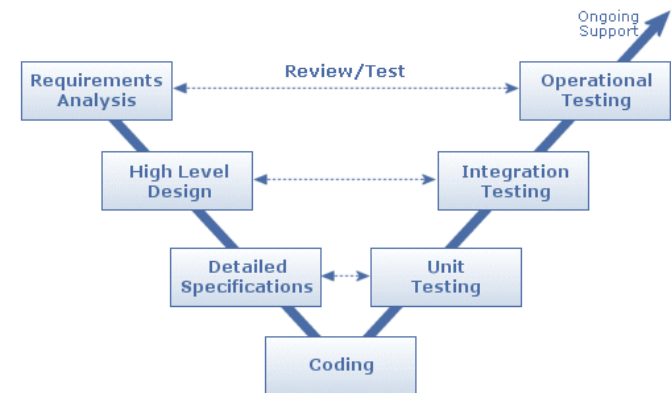 Ongoing
Support
Requirements
Analysis
Review/Test
Operational
Testing
High Level
Design
Integration
Testing
Detailed
Specifications
Unit
Testing
Coding